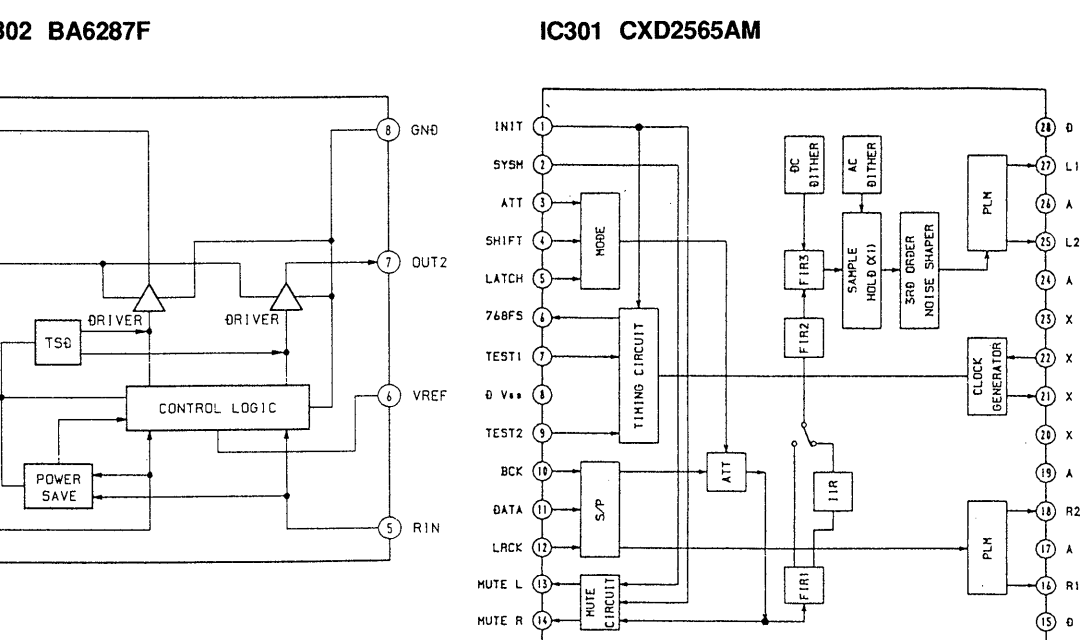 302 BA6287F
8 GND
7 OUT2
DRIVER
DRIVER
TSD
6 VREF
CONTROL LOGIC
POWER
SAVE
5 RIN
IC301 CXD2565AM
INIT 1
SYSM 2
ATT 3
SHIFT 4
LATCH 5
768FS 6
TEST1 7
D Vss 8
TEST2 9
BCK 10
DATA 11
LRCK 12
MUTE L 13
MUTE R 14
MODE
TIMING CIRCUIT
S/P
MUTE
CIRCUIT
ATT
DC
DITHER
AC
DITHER
FIR3
SAMPLE
HOLD (X1)
3RD ORDER
NOISE SHAPER
FIR2
IIR
FIR1
PLM
CLOCK
GENERATOR
PLM
28 D
27 L1
26 A
25 L2
24 A
23 X
22 X
21 X
20 X
19 A
18 R2
17 A
16 R1
15 D